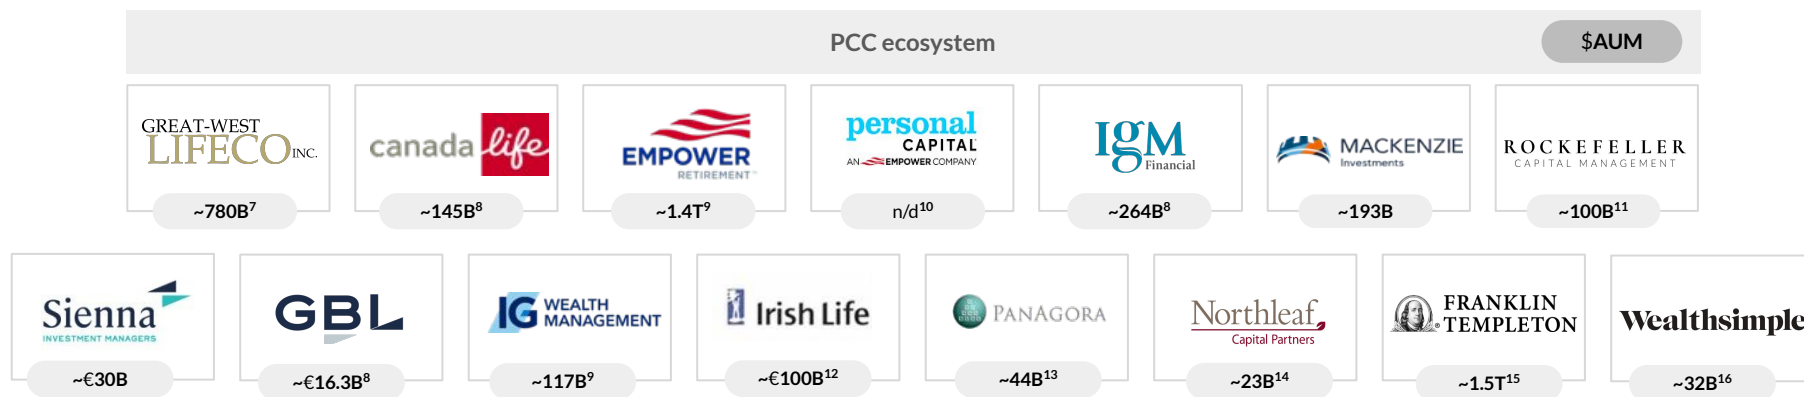 PCC ecosystem
$AUM
GREAT-WEST
LIFECO INC.
~780B⁷
canada life
~145B⁸
EMPOWER
RETIREMENT™
~1.4T⁹
personal
CAPITAL
AN EMPOWER COMPANY
n/d¹⁰
IGM
Financial
~264B⁸
MACKENZIE
Investments
~193B
ROCKEFELLER
CAPITAL MANAGEMENT
~100B¹¹
Sienna
INVESTMENT MANAGERS
~€30B
GBL
~€16.3B⁸
IG WEALTH
MANAGEMENT
~117B⁹
Irish Life
~€100B¹²
PANAGORA
~44B¹³
Northleaf
Capital Partners
~23B¹⁴
FRANKLIN
TEMPLETON
~1.5T¹⁵
Wealthsimple
~32B¹⁶